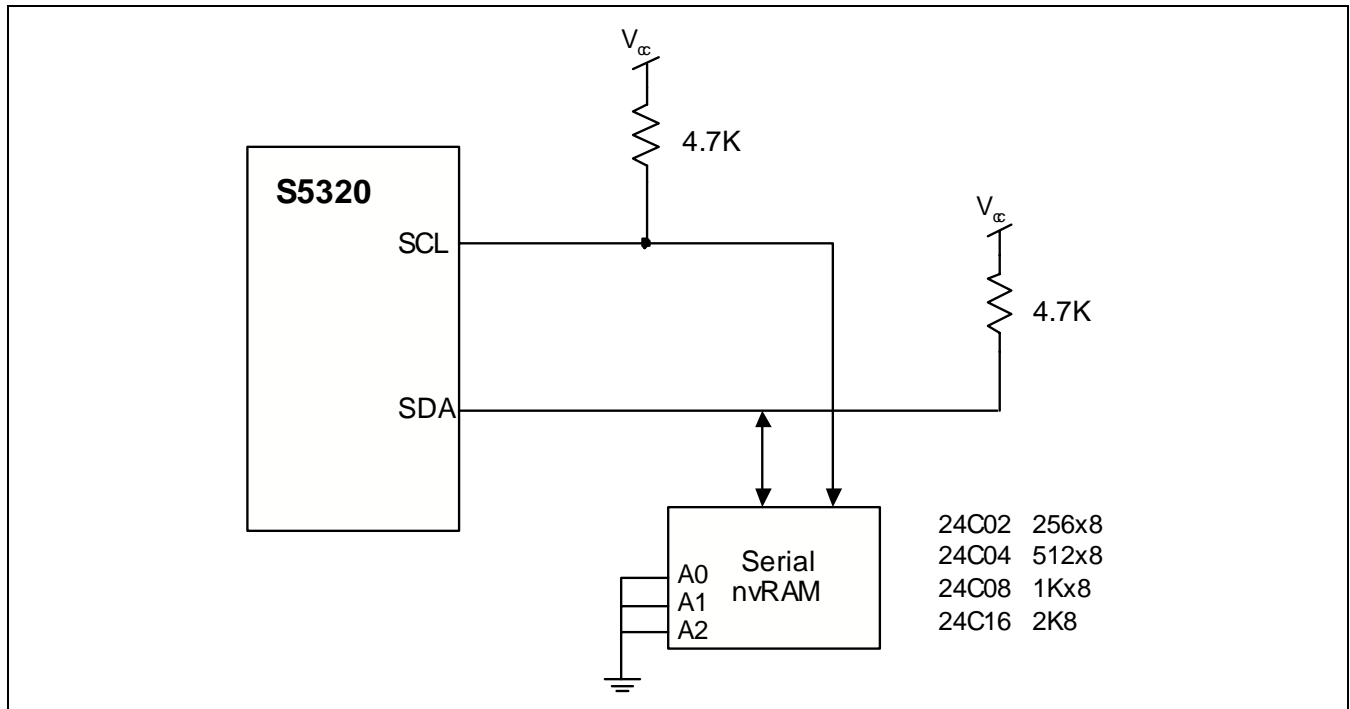 Vcc
4.7K
S5320
SCL
Vcc
4.7K
SDA
Serial
nvRAM
A0
A1
A2
24C02 256x8
24C04 512x8
24C08 1Kx8
24C16 2K8